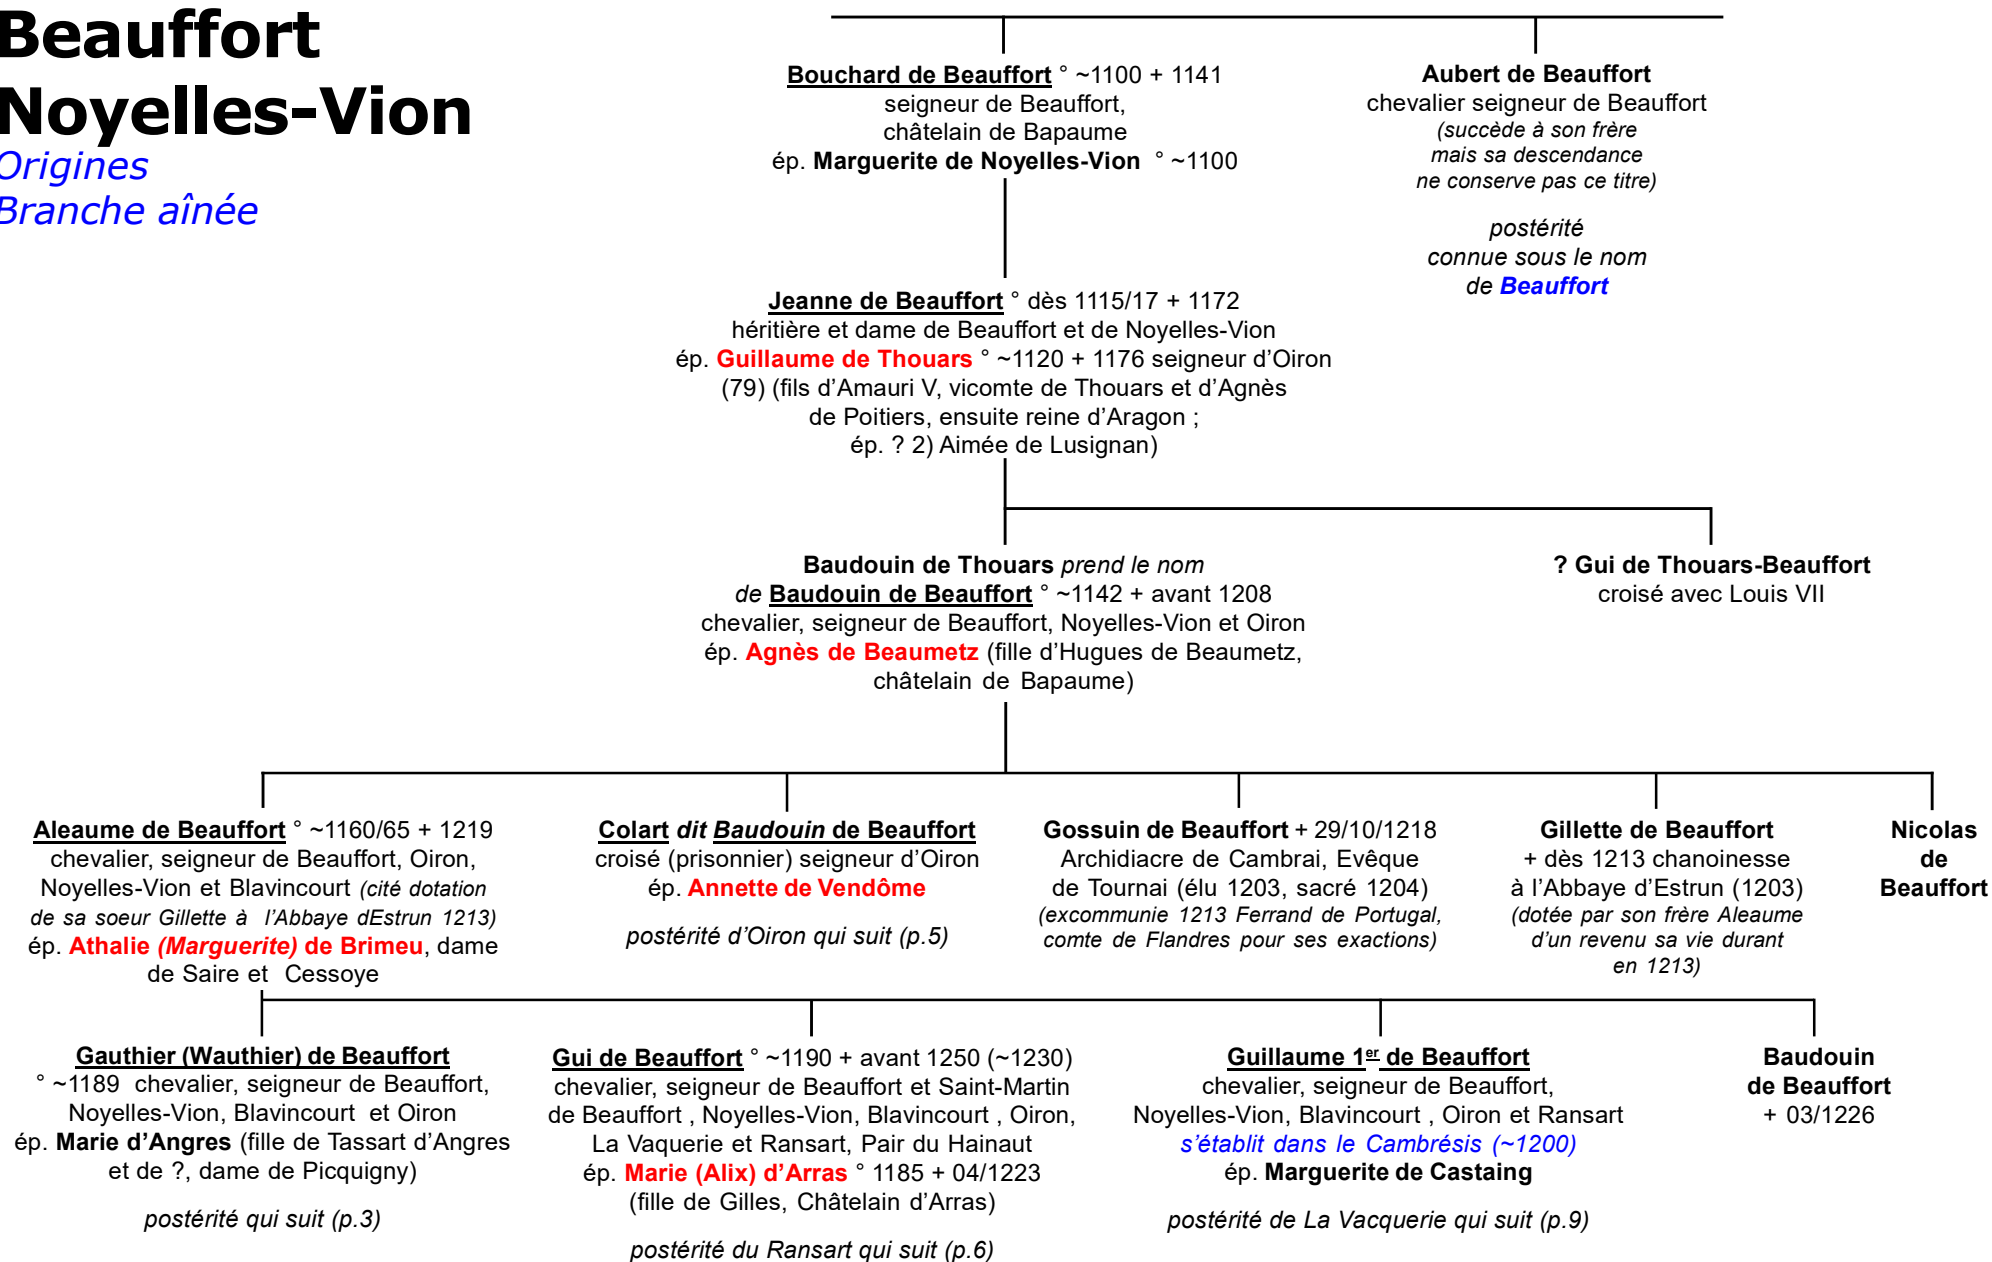 Beauffort
Noyelles-Vion
Origines
Branche aînée
Bouchard de Beauffort ° ~1100 + 1141
seigneur de Beauffort,
châtelain de Bapaume
ép. Marguerite de Noyelles-Vion ° ~1100
Aubert de Beauffort
chevalier seigneur de Beauffort
(succède à son frère
mais sa descendance
ne conserve pas ce titre)
postérité
connue sous le nom
de Beauffort
Jeanne de Beauffort ° dès 1115/17 + 1172
héritière et dame de Beauffort et de Noyelles-Vion
ép. Guillaume de Thouars ° ~1120 + 1176 seigneur d’Oiron
(79) (fils d’Amauri V, vicomte de Thouars et d’Agnès
de Poitiers, ensuite reine d’Aragon ;
ép. ? 2) Aimée de Lusignan)
Baudouin de Thouars prend le nom
de Baudouin de Beauffort ° ~1142 + avant 1208
chevalier, seigneur de Beauffort, Noyelles-Vion et Oiron
ép. Agnès de Beaumetz (fille d’Hugues de Beaumetz,
châtelain de Bapaume)
? Gui de Thouars-Beauffort
croisé avec Louis VII
Aleaume de Beauffort ° ~1160/65 + 1219
chevalier, seigneur de Beauffort, Oiron,
Noyelles-Vion et Blavincourt (cité dotation
de sa soeur Gillette à l’Abbaye dEstrun 1213)
ép. Athalie (Marguerite) de Brimeu, dame
de Saire et Cessoye
Colart dit Baudouin de Beauffort
croisé (prisonnier) seigneur d’Oiron
ép. Annette de Vendôme
postérité d’Oiron qui suit (p.5)
Gossuin de Beauffort + 29/10/1218
Archidiacre de Cambrai, Evêque
de Tournai (élu 1203, sacré 1204)
(excommunie 1213 Ferrand de Portugal,
comte de Flandres pour ses exactions)
Gillette de Beauffort
+ dès 1213 chanoinesse
à l’Abbaye d’Estrun (1203)
(dotée par son frère Aleaume
d’un revenu sa vie durant
en 1213)
Nicolas
de
Beauffort
Gauthier (Wauthier) de Beauffort
° ~1189 chevalier, seigneur de Beauffort,
Noyelles-Vion, Blavincourt et Oiron
ép. Marie d’Angres (fille de Tassart d’Angres
et de ?, dame de Picquigny)
postérité qui suit (p.3)
Gui de Beauffort ° ~1190 + avant 1250 (~1230)
chevalier, seigneur de Beauffort et Saint-Martin
de Beauffort , Noyelles-Vion, Blavincourt , Oiron,
La Vaquerie et Ransart, Pair du Hainaut
ép. Marie (Alix) d’Arras ° 1185 + 04/1223
(fille de Gilles, Châtelain d’Arras)
postérité du Ransart qui suit (p.6)
Guillaume 1er de Beauffort
chevalier, seigneur de Beauffort,
Noyelles-Vion, Blavincourt , Oiron et Ransart
s’établit dans le Cambrésis (~1200)
ép. Marguerite de Castaing
postérité de La Vacquerie qui suit (p.9)
Baudouin
de Beauffort
+ 03/1226